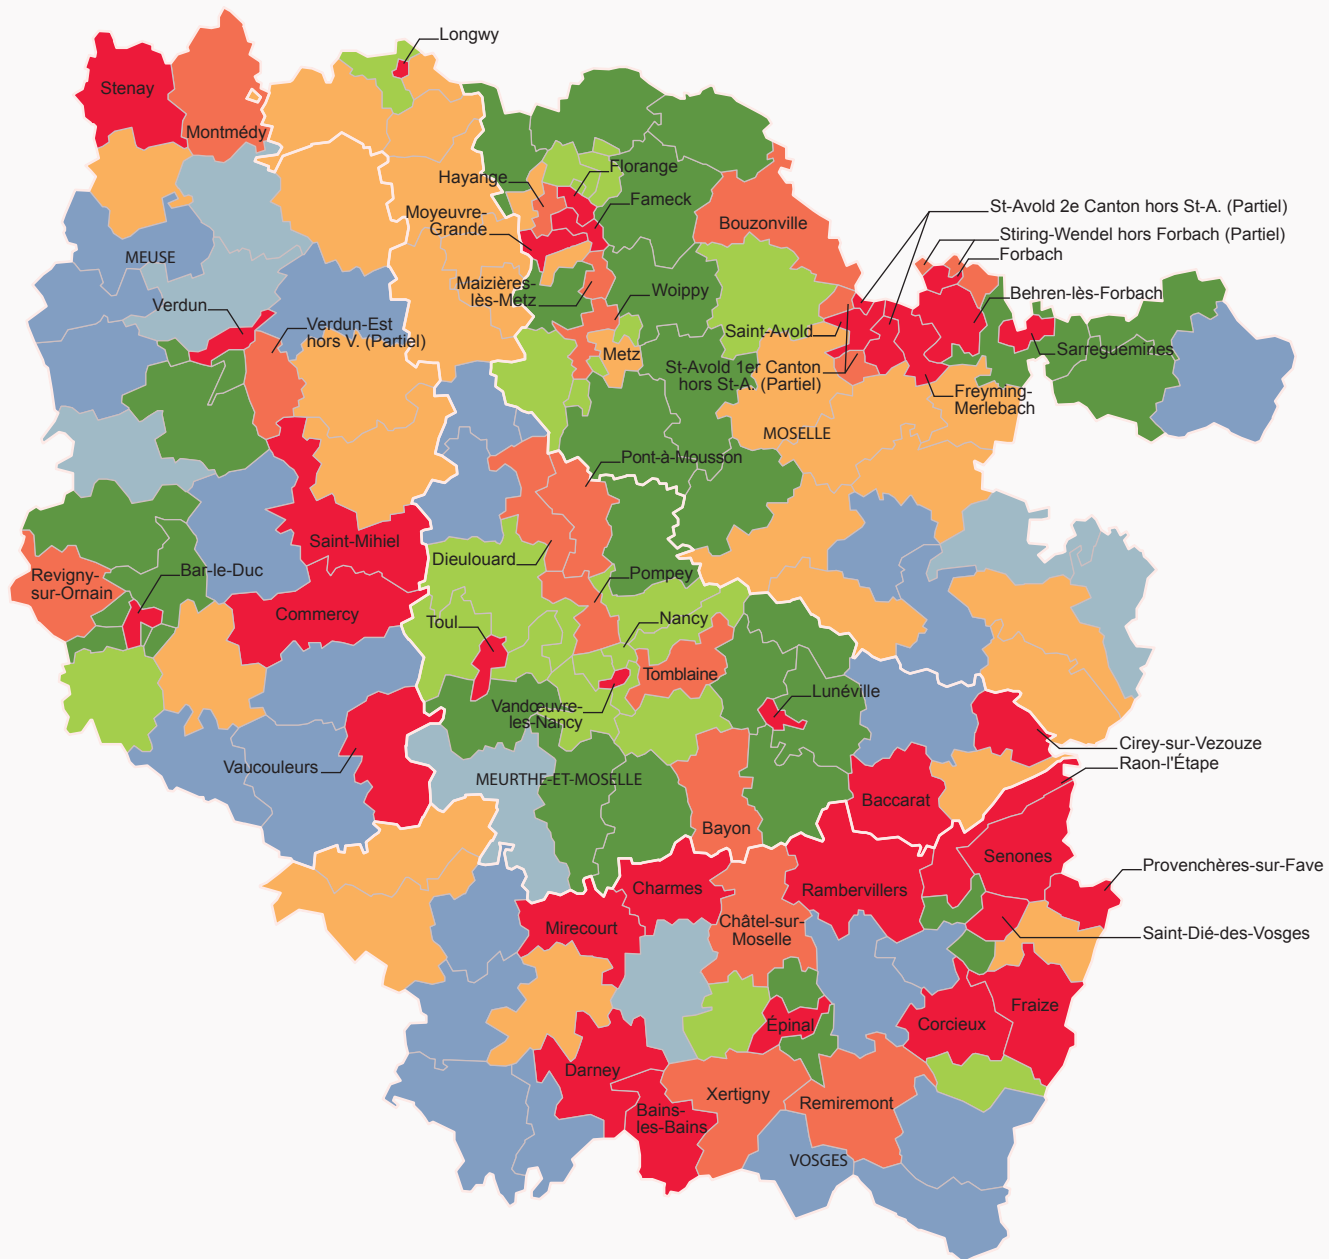 Longwy
Stenay
Montmédy
Hayange
Florange
Fameck
Moyeuvre-
Grande
Bouzonville
St-Avold 2e Canton hors St-A. (Partiel)
Stiring-Wendel hors Forbach (Partiel)
Forbach
MEUSE
Maizières-
lès-Metz
Woippy
Behren-lès-Forbach
Verdun
Verdun-Est
hors V. (Partiel)
Saint-Avold
Metz
Sarreguemines
St-Avold 1er Canton
hors St-A. (Partiel)
Freyming-
Merlebach
MOSELLE
Pont-à-Mousson
Saint-Mihiel
Dieulouard
Revigny-
sur-Ornain
Bar-le-Duc
Pompey
Commercy
Toul
Nancy
Tomblaine
Lunéville
Vandœuvre-
les-Nancy
Cirey-sur-Vezouze
Raon-l'Étape
Vaucouleurs
MEURTHE-ET-MOSELLE
Baccarat
Bayon
Senones
Provenchères-sur-Fave
Charmes
Rambervillers
Mirecourt
Châtel-sur-
Moselle
Saint-Dié-des-Vosges
Fraize
Épinal
Corcieux
Darney
Xertigny
Remiremont
Bains-
les-Bains
VOSGES